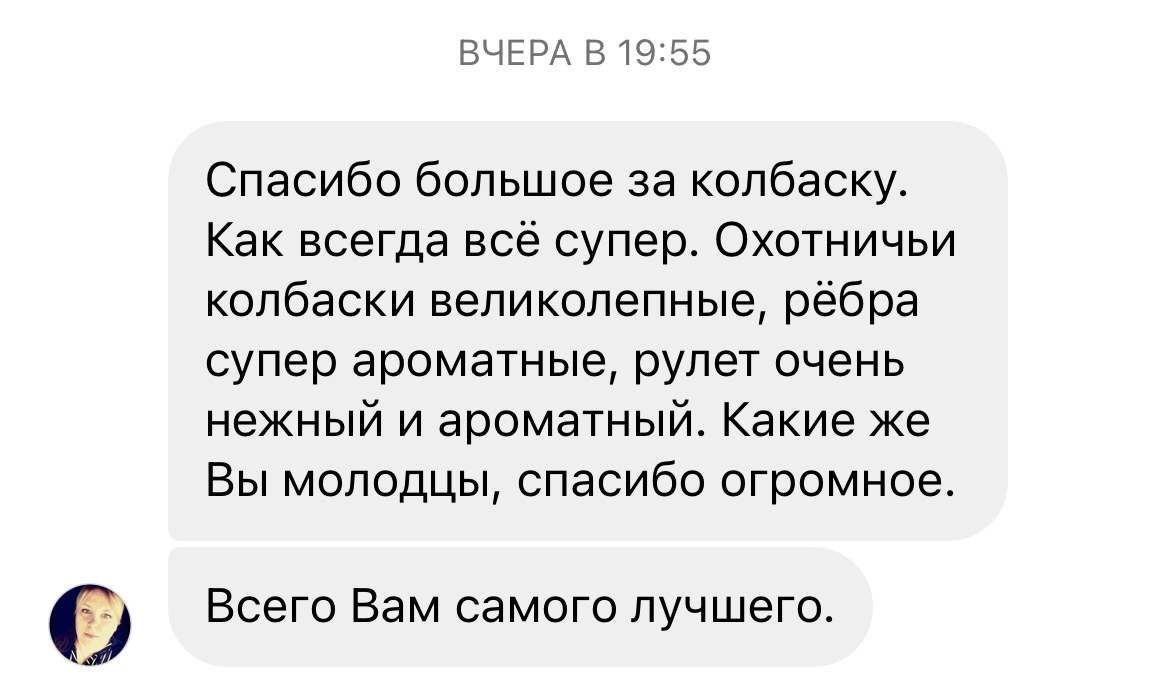 ВЧЕРА В 19:55
Спасибо большое за колбаску.
Как всегда всё супер. Охотничьи
колбаски великолепные, рёбра
супер ароматные, рулет очень
нежный и ароматный. Какие же
Вы молодцы, спасибо огромное.
Всего Вам самого лучшего.